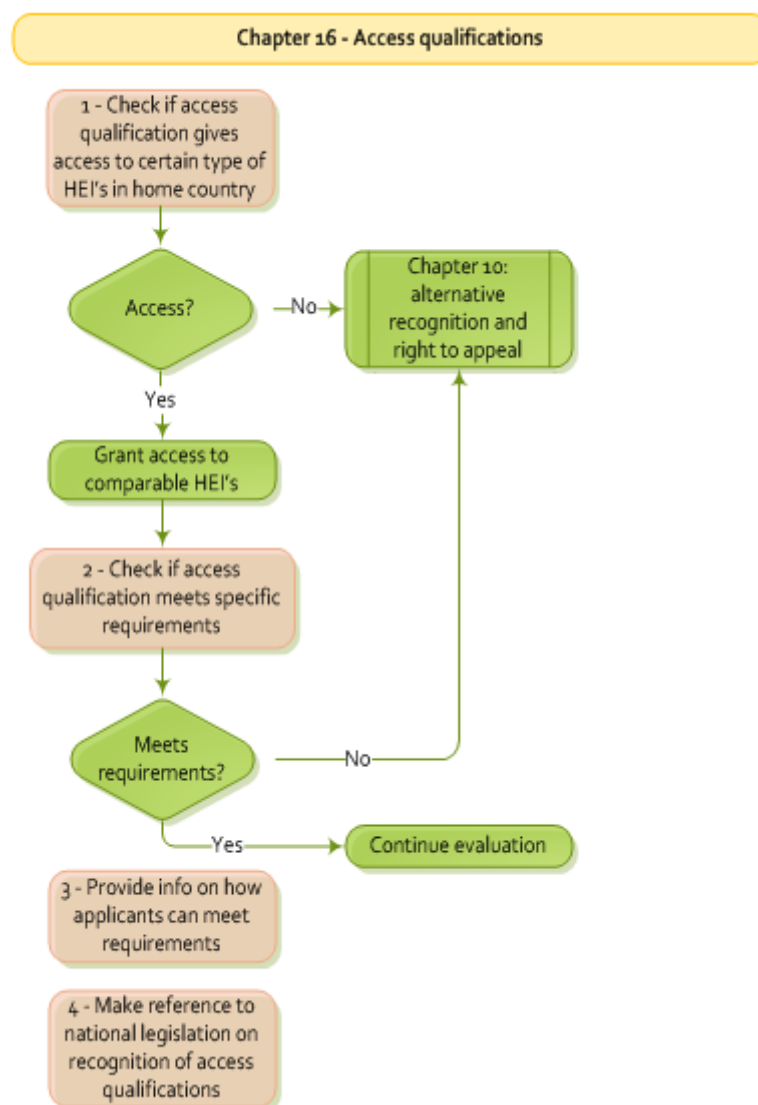 Chapter 16 - Access qualifications
1 - Check if access
qualification gives
access to certain type of
HEI's in home country
Access?
No
Chapter 10:
alternative
recognition and
right to appeal
Yes
Grant access to
comparable HEI's
2 - Check if access
qualification meets specific
requirements
Meets
requirements?
No
Yes
Continue evaluation
3 - Provide info on how
applicants can meet
requirements
4 - Make reference to
national legislation on
recognition of access
qualifications